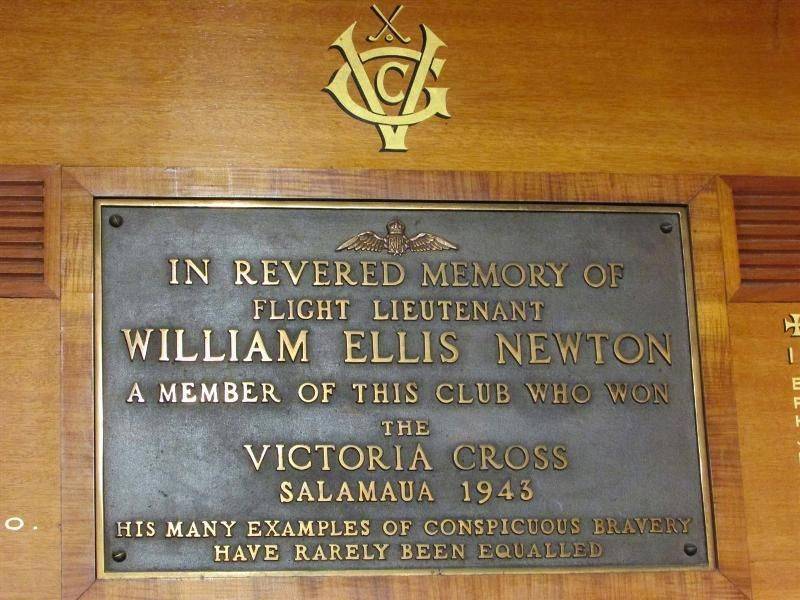 VGC
IN REVERED MEMORY OF
FLIGHT LIEUTENANT
WILLIAM ELLIS NEWTON
A MEMBER OF THIS CLUB WHO WON
THE
VICTORIA CROSS
SALAMAUA 1943
HIS MANY EXAMPLES OF CONSPICUOUS BRAVERY
HAVE RARELY BEEN EQUALLED
O.